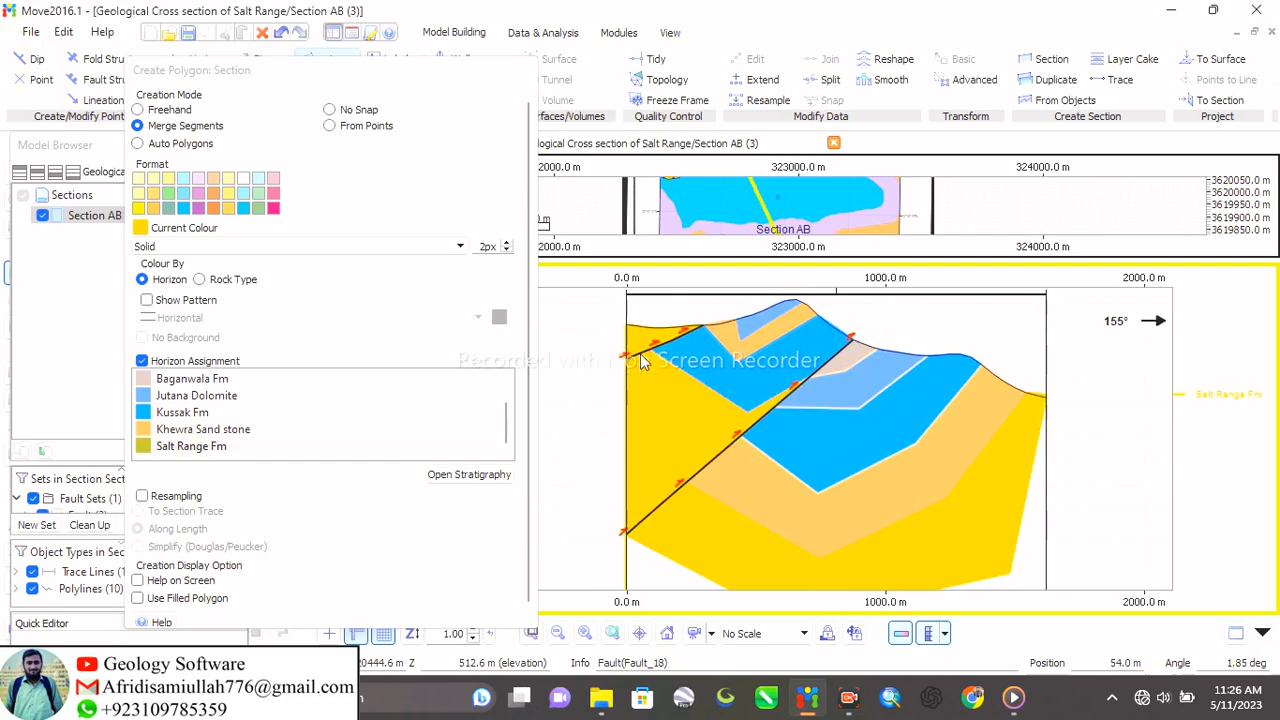 Move2016.1 - [Geological Cross section of Salt Range/Section AB (3)]
File Edit Help Model Building Data & Analysis Modules View
Dip Fold Surface Tidy Edit Join Reshape Basic Section Layer Cake To Surface
Point Fault Tunnel Topology Extend Split Smooth Advanced Duplicate Trace Points to Line
Lineation Volume Freeze Frame Resample Snap From Objects To Section
Create/Modify Point Quality Control Modify Data Transform Create Section Project
Create Polygon: Section
Creation Mode
Freehand No Snap
Merge Segments From Points
Auto Polygons
Format
Current Colour
Solid 2px
Colour By
Horizon Rock Type
Show Pattern
Horizontal
No Background
Horizon Assignment
Baganwala Fm
Jutana Dolomite
Kussak Fm
Khewra Sand stone
Salt Range Fm
Open Stratigraphy
Resampling
To Section Trace
Along Length
Simplify (Douglas/Peucker)
Creation Display Option
Help on Screen
Use Filled Polygon
Help
Model Browser
Geologica
Sections
Section AB
Sets in Section Sect
Fault Sets (1)
New Set Clean Up
Object Types in Sec
Trace Lines (1)
Polylines (10)
Quick Editor
ological Cross section of Salt Range/Section AB (3)
323000.0 m 324000.0 m
3620050.0 m
3620000.0 m
3619950.0 m
3619900.0 m
3619850.0 m
Section AB
323000.0 m 324000.0 m
0.0 m 1000.0 m 2000.0 m
155°
Salt Range Fm
0.0 m 1000.0 m 2000.0 m
Screen Recorder
1.00 No Scale
20444.6 m Z 512.6 m (elevation) Info Fault(Fault_18) Position 54.0 m Angle 1.85 deg
Geology Software
Afridisamiullah776@gmail.com
+923109785359
11:26 AM
5/11/2023